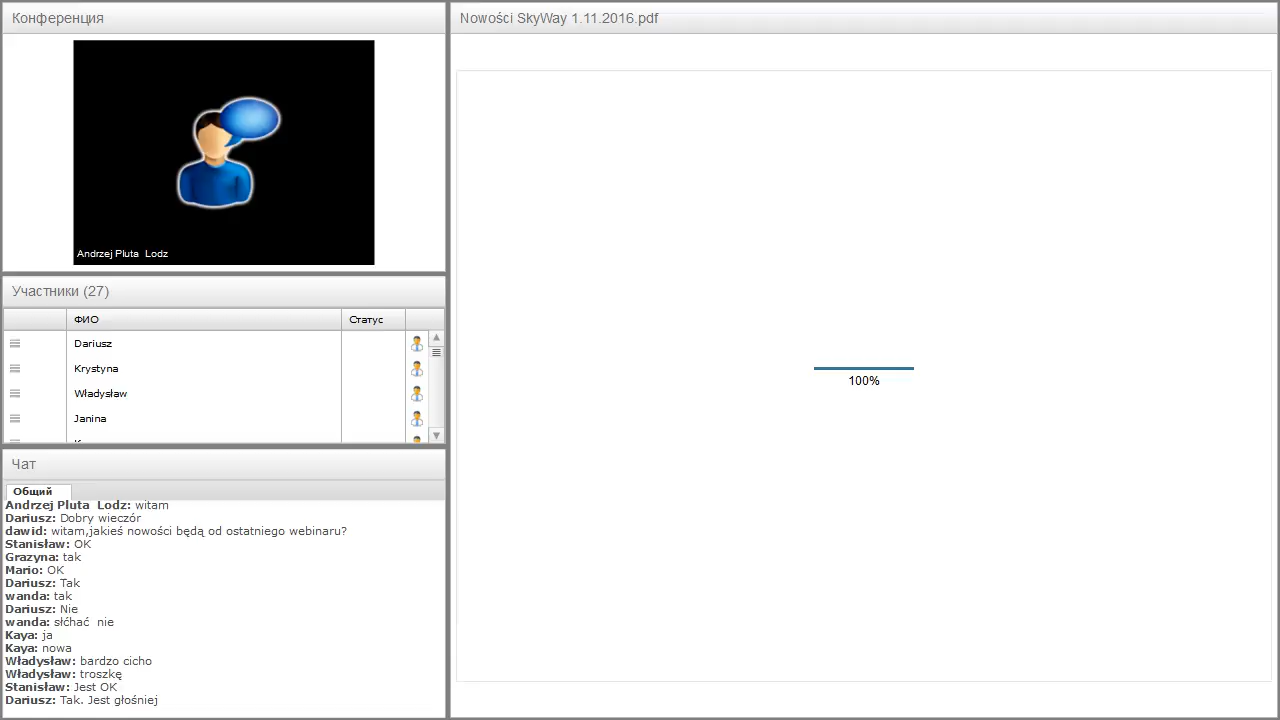 Конференция
Andrzej Pluta  Lodz
Участники (27)
ФИО
Статус
Dariusz
Krystyna
Władysław
Janina
Чат
Общий
Andrzej Pluta  Lodz: witam
Dariusz: Dobry wieczór
dawid: witam,jakieś nowości będą od ostatniego webinaru?
Stanisław: OK
Grazyna: tak
Mario: OK
Dariusz: Tak
wanda: tak
Dariusz: Nie
wanda: słćhać  nie
Kaya: ja
Kaya: nowa
Władysław: bardzo cicho
Władysław: troszkę
Stanisław: Jest OK
Dariusz: Tak. Jest głośniej
Nowości SkyWay 1.11.2016.pdf
100%